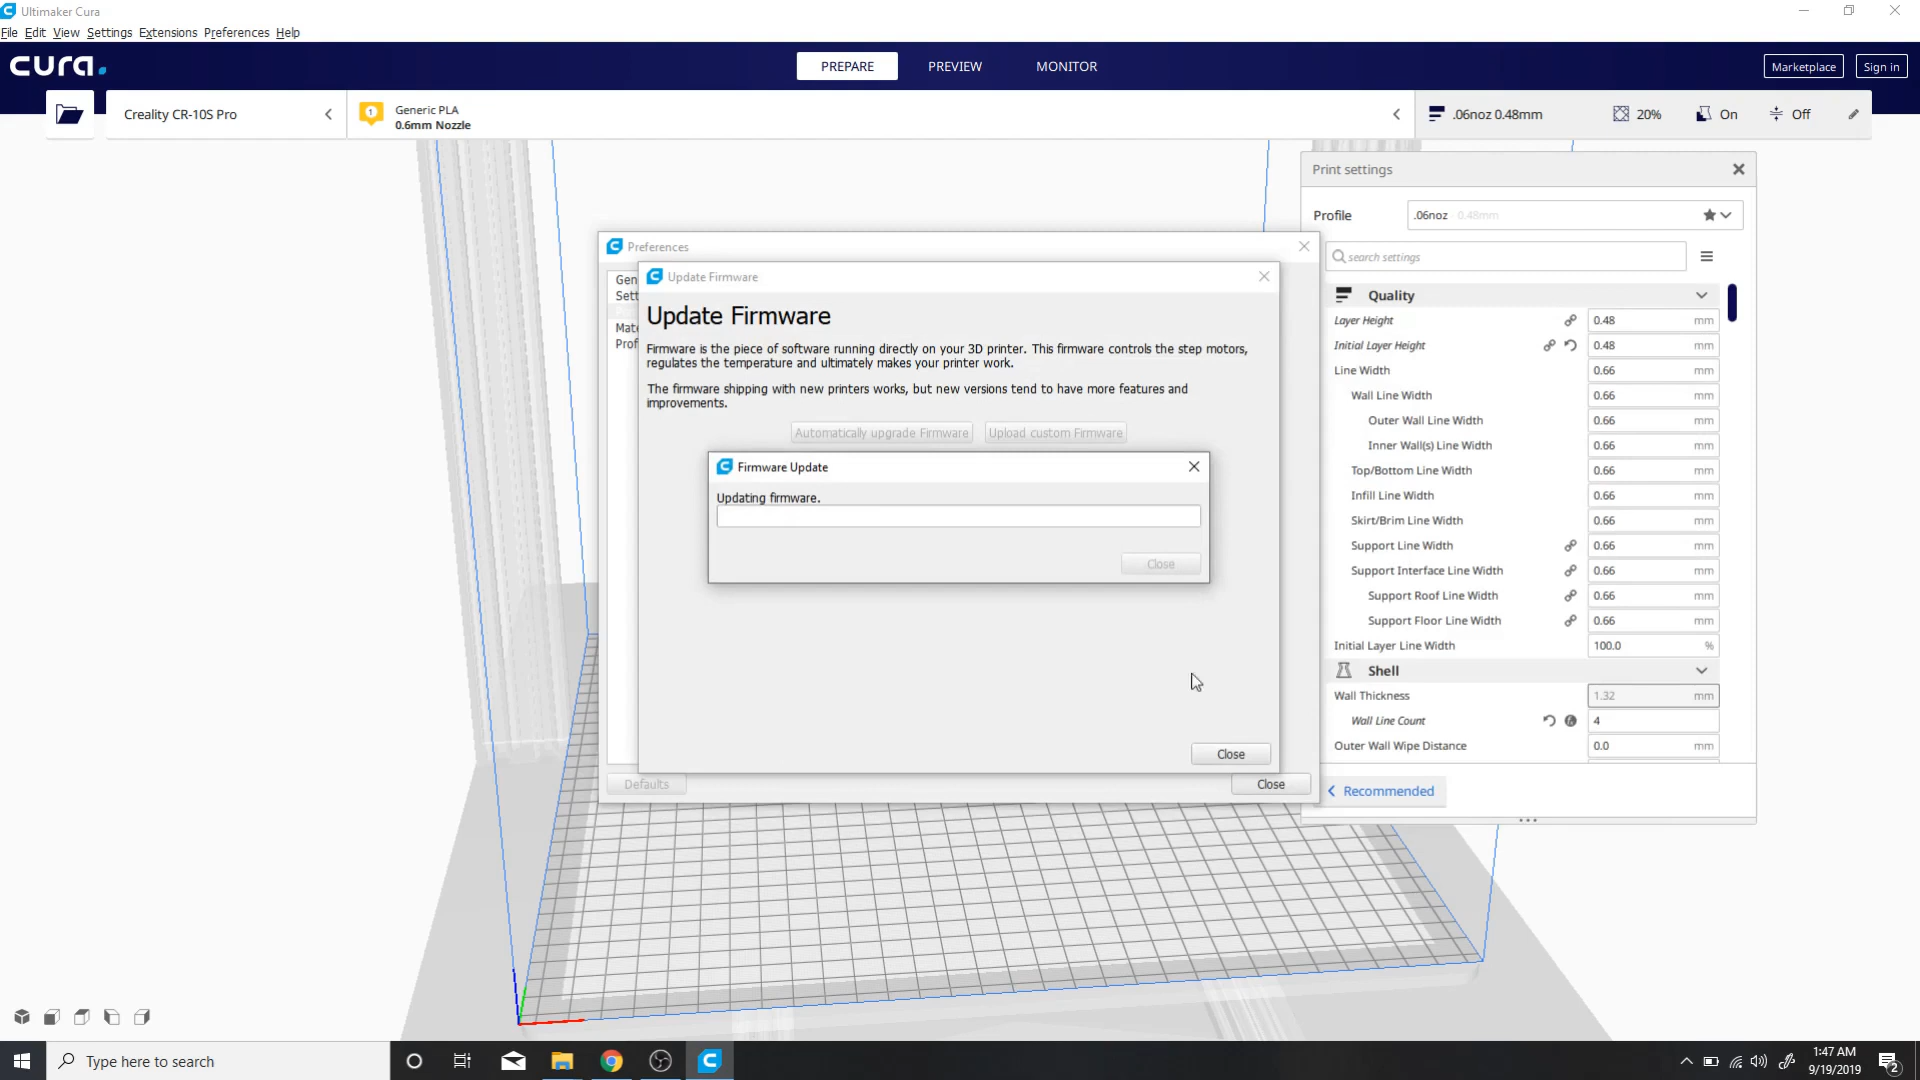 Ultimaker Cura
File Edit View Settings Extensions Preferences Help
cura.
PREPARE PREVIEW MONITOR
Marketplace Sign in
Creality CR-10S Pro
1
Generic PLA
0.6mm Nozzle
.06noz 0.48mm 20% On Off
Print settings
Profile .06noz 0.48mm
search settings
Quality
Layer Height 0.48 mm
Initial Layer Height 0.48 mm
Line Width 0.66 mm
Wall Line Width 0.66 mm
Outer Wall Line Width 0.66 mm
Inner Wall(s) Line Width 0.66 mm
Top/Bottom Line Width 0.66 mm
Infill Line Width 0.66 mm
Skirt/Brim Line Width 0.66 mm
Support Line Width 0.66 mm
Support Interface Line Width 0.66 mm
Support Roof Line Width 0.66 mm
Support Floor Line Width 0.66 mm
Initial Layer Line Width 100.0 %
Shell
Wall Thickness 1.32 mm
Wall Line Count 4
Outer Wall Wipe Distance 0.0 mm
Recommended
Preferences
Gen
Sett
Mate
Prof
Defaults
Close
Update Firmware
Update Firmware
Firmware is the piece of software running directly on your 3D printer. This firmware controls the step motors,
regulates the temperature and ultimately makes your printer work.
The firmware shipping with new printers works, but new versions tend to have more features and
improvements.
Automatically upgrade Firmware Upload custom Firmware
Close
Firmware Update
Updating firmware.
Close
Type here to search
1:47 AM
9/19/2019
2